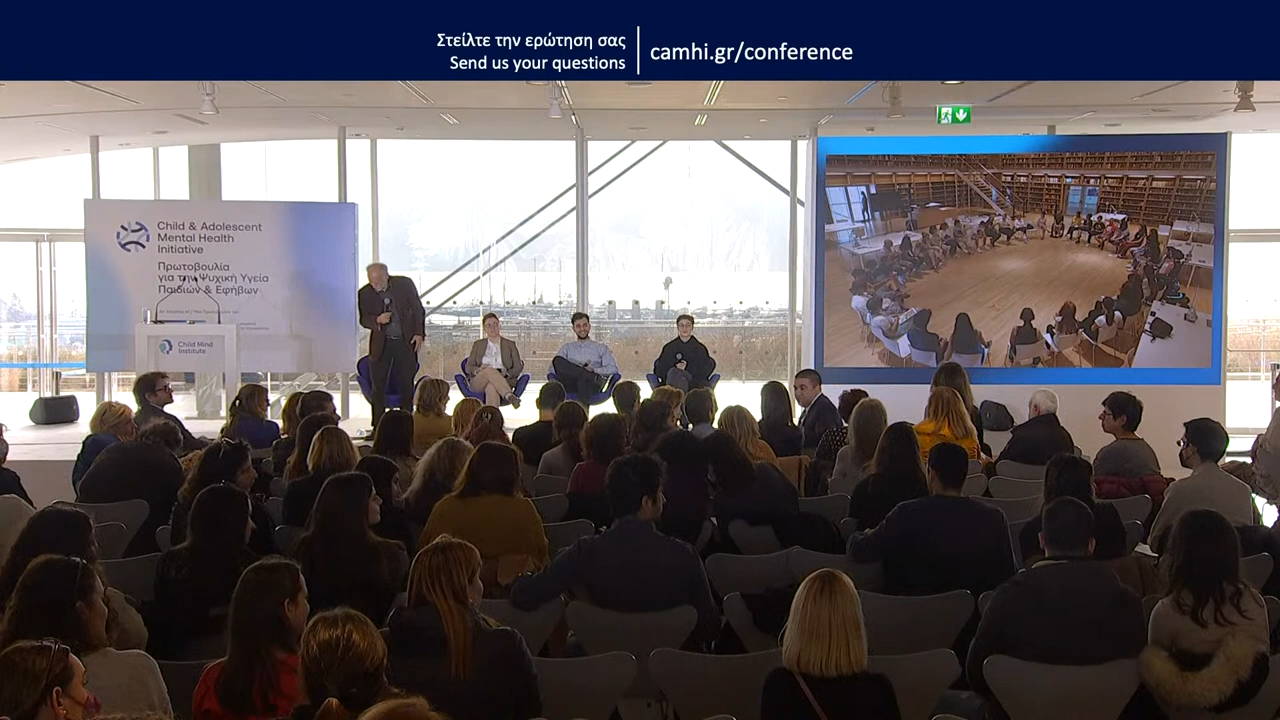 Στείλτε την ερώτηση σας
Send us your questions
camhi.gr/conference
Child & Adolescent
Mental Health
Initiative
Πρωτοβουλία
για την Ψυχική Υγεία
Παιδιών & Εφήβων
Child Mind
Institute